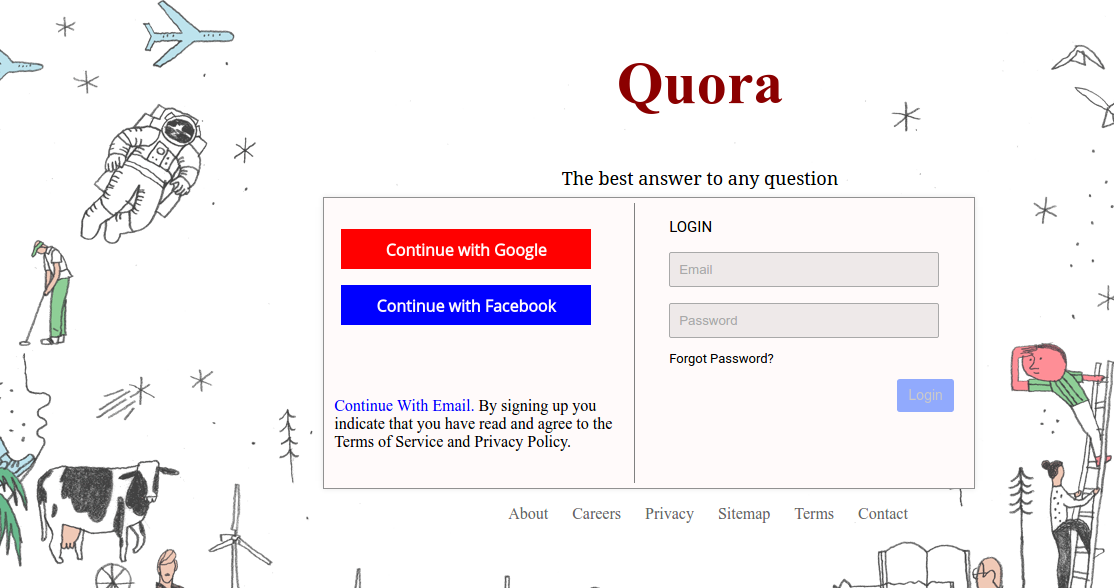 Quora
The best answer to any question
Continue with Google
Continue with Facebook
Continue With Email. By signing up you
indicate that you have read and agree to the
Terms of Service and Privacy Policy.
LOGIN
Email
Password
Forgot Password?
Login
About Careers Privacy Sitemap Terms Contact